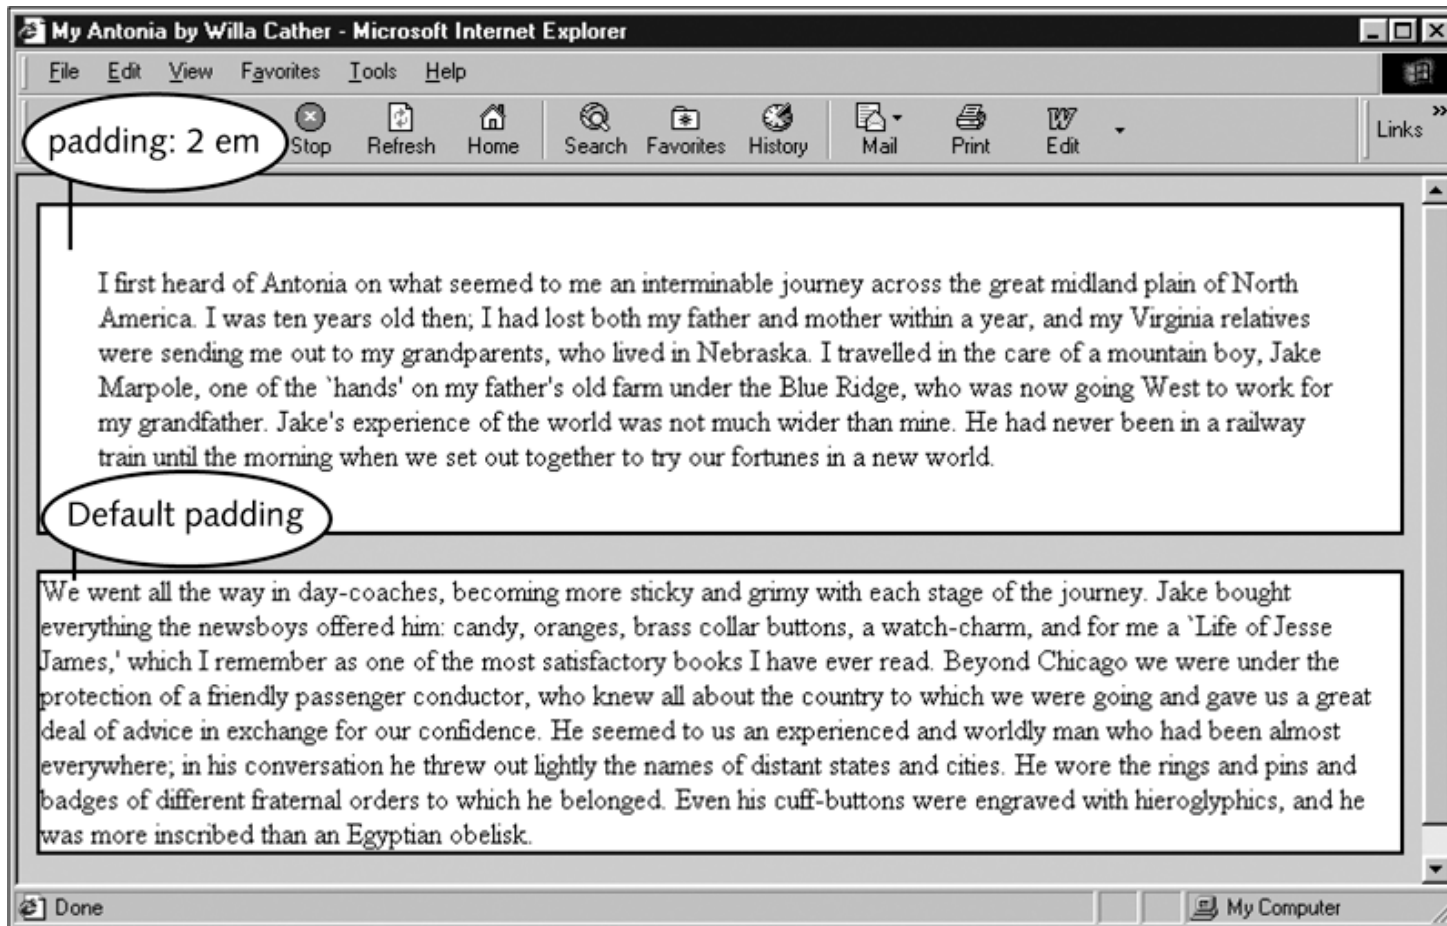 My Antonia by Willa Cather - Microsoft Internet Explorer
File Edit View Favorites Tools Help
padding: 2 em
Stop Refresh Home Search Favorites History Mail Print Edit Links »
I first heard of Antonia on what seemed to me an interminable journey across the great midland plain of North
America. I was ten years old then; I had lost both my father and mother within a year, and my Virginia relatives
were sending me out to my grandparents, who lived in Nebraska. I travelled in the care of a mountain boy, Jake
Marpole, one of the `hands' on my father's old farm under the Blue Ridge, who was now going West to work for
my grandfather. Jake's experience of the world was not much wider than mine. He had never been in a railway
train until the morning when we set out together to try our fortunes in a new world.
Default padding
We went all the way in day-coaches, becoming more sticky and grimy with each stage of the journey. Jake bought
everything the newsboys offered him: candy, oranges, brass collar buttons, a watch-charm, and for me a `Life of Jesse
James,' which I remember as one of the most satisfactory books I have ever read. Beyond Chicago we were under the
protection of a friendly passenger conductor, who knew all about the country to which we were going and gave us a great
deal of advice in exchange for our confidence. He seemed to us an experienced and worldly man who had been almost
everywhere; in his conversation he threw out lightly the names of distant states and cities. He wore the rings and pins and
badges of different fraternal orders to which he belonged. Even his cuff-buttons were engraved with hieroglyphics, and he
was more inscribed than an Egyptian obelisk.
Done My Computer